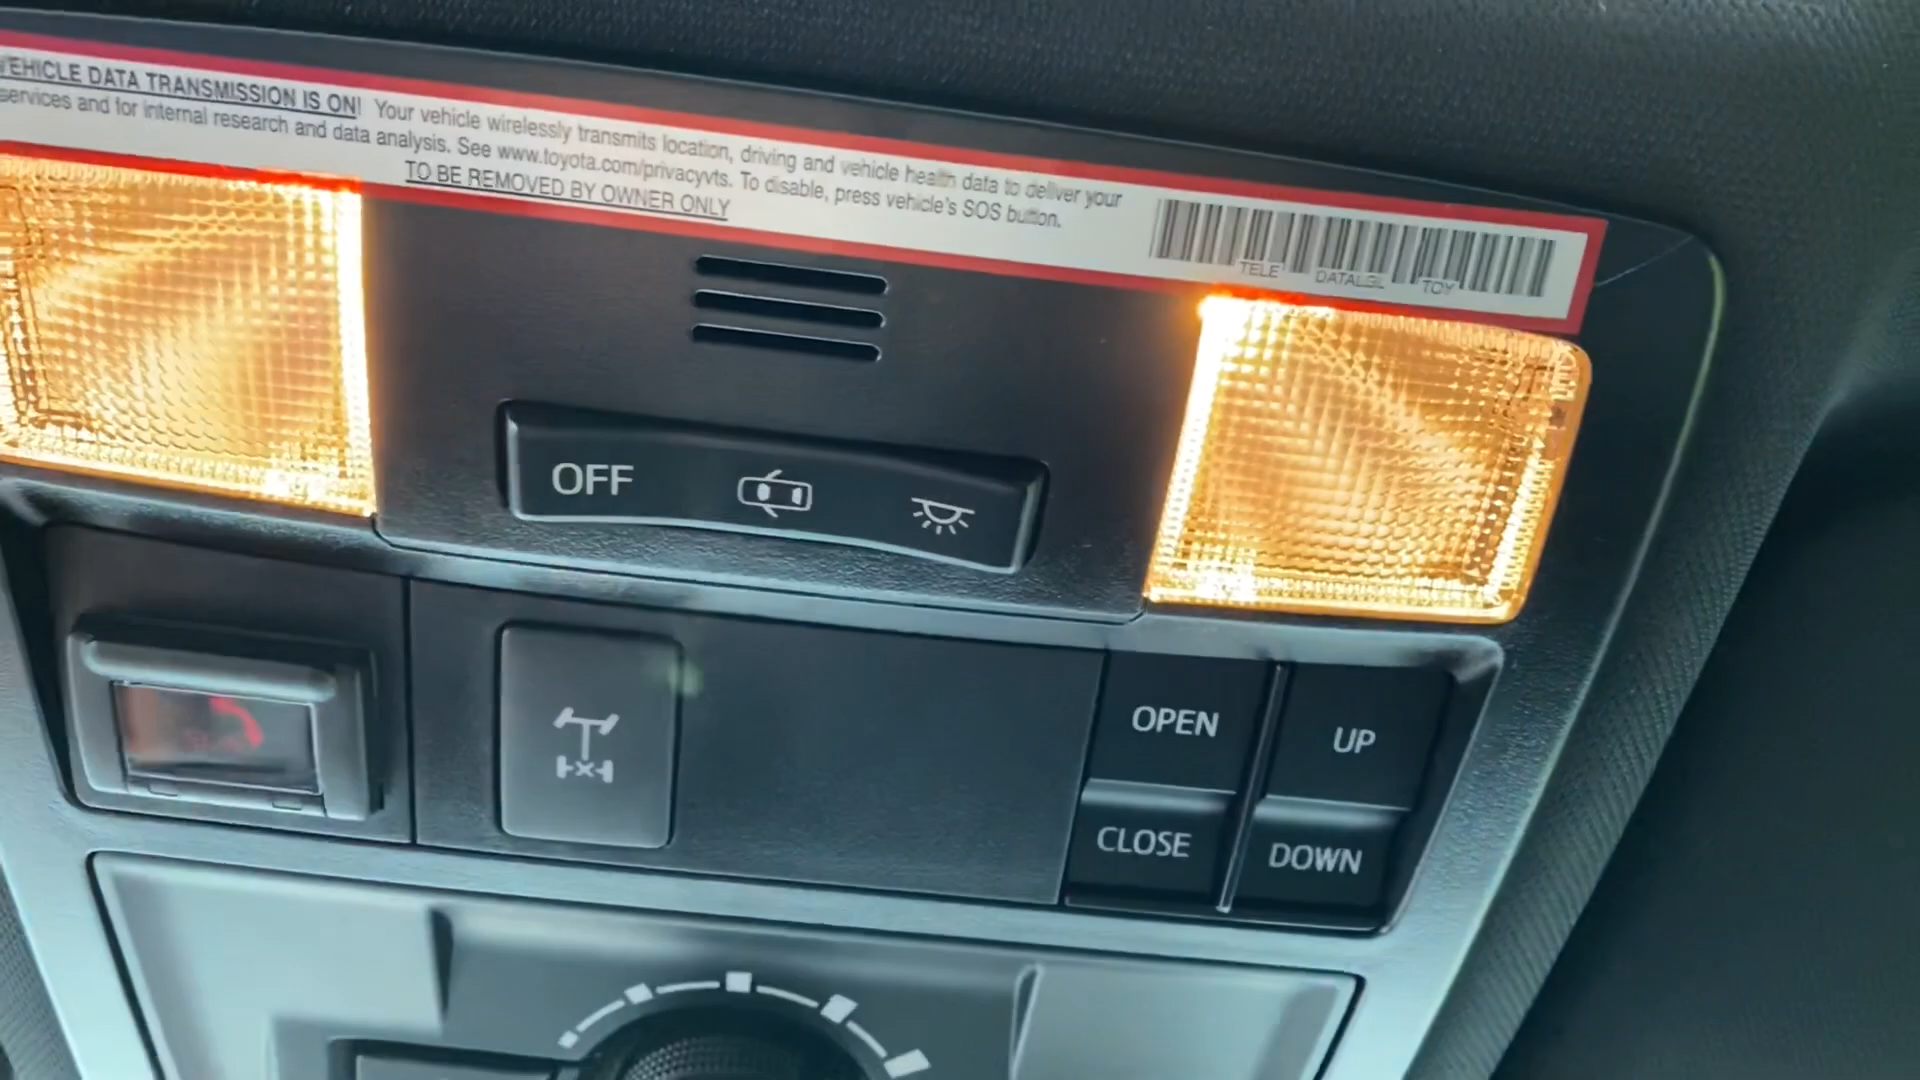 VEHICLE DATA TRANSMISSION IS ON! Your vehicle wirelessly transmits location, driving and vehicle health data to deliver your
services and for internal research and data analysis. See www.toyota.com/privacyvts. To disable, press vehicle's SOS button.
TO BE REMOVED BY OWNER ONLY
TELE DATALBL TOY
OFF
OPEN UP
CLOSE DOWN